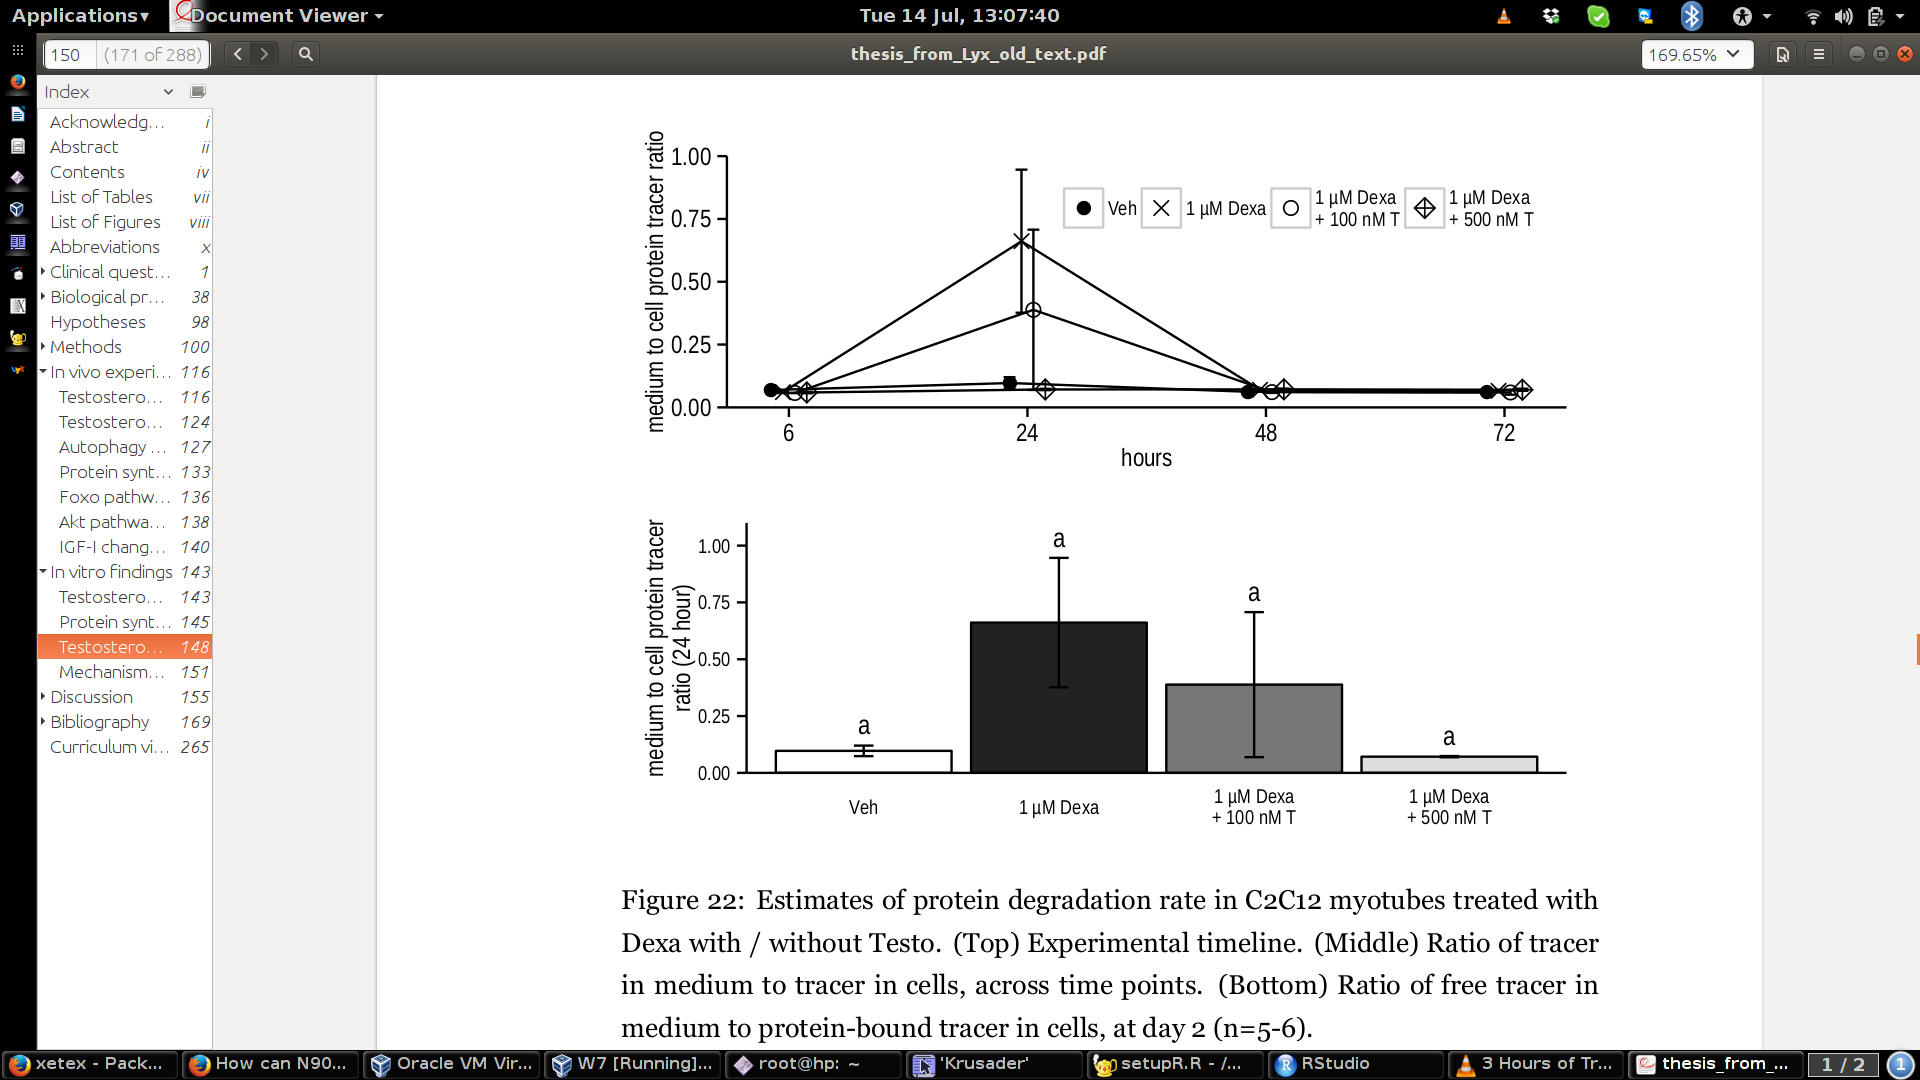 Applications▾ Document Viewer ▾ Tue 14 Jul, 13:07:40
150 (171 of 288) thesis_from_Lyx_old_text.pdf 169.65%
Index
Acknowledg... i
Abstract ii
Contents iv
List of Tables vii
List of Figures viii
Abbreviations x
Clinical quest... 1
Biological pr... 38
Hypotheses 98
Methods 100
In vivo experi... 116
Testostero... 116
Testostero... 124
Autophagy ... 127
Protein synt... 133
Foxo pathw... 136
Akt pathwa... 138
IGF-I chang... 140
In vitro findings 143
Testostero... 143
Protein synt... 145
Testostero... 148
Mechanism... 151
Discussion 155
Bibliography 169
Curriculum vi... 265
medium to cell protein tracer ratio
1.00
0.75
0.50
0.25
0.00
Veh
1 µM Dexa
1 µM Dexa
+ 100 nM T
1 µM Dexa
+ 500 nM T
6 24 48 72
hours
medium to cell protein tracer
ratio (24 hour)
1.00
0.75
0.50
0.25
0.00
a a a a
Veh
1 µM Dexa
1 µM Dexa
+ 100 nM T
1 µM Dexa
+ 500 nM T
Figure 22: Estimates of protein degradation rate in C2C12 myotubes treated with
Dexa with / without Testo. (Top) Experimental timeline. (Middle) Ratio of tracer
in medium to tracer in cells, across time points. (Bottom) Ratio of free tracer in
medium to protein-bound tracer in cells, at day 2 (n=5-6).
xetex - Pack... How can N90... Oracle VM Vir... W7 [Running]... root@hp: ~ 'Krusader' setupR.R - /... RStudio 3 Hours of Tr... thesis_from_... 1 / 2 1